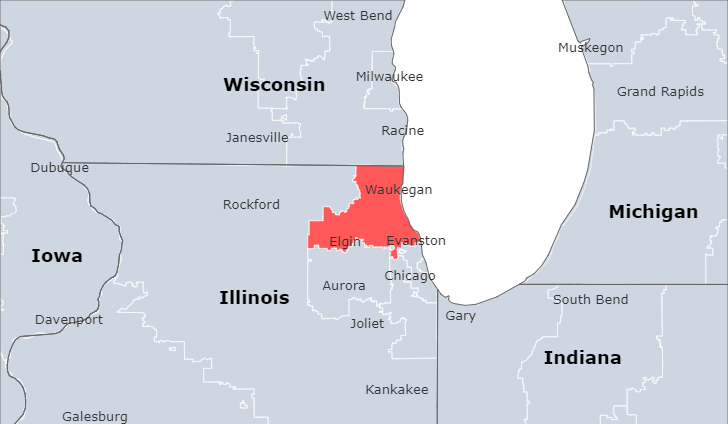 West Bend
Muskegon
Wisconsin
Milwaukee
Grand Rapids
Racine
Janesville
Dubuque
Waukegan
Rockford
Michigan
Elgin
Evanston
Iowa
Chicago
Aurora
Illinois
South Bend
Gary
Davenport
Joliet
Indiana
Kankakee
Galesburg